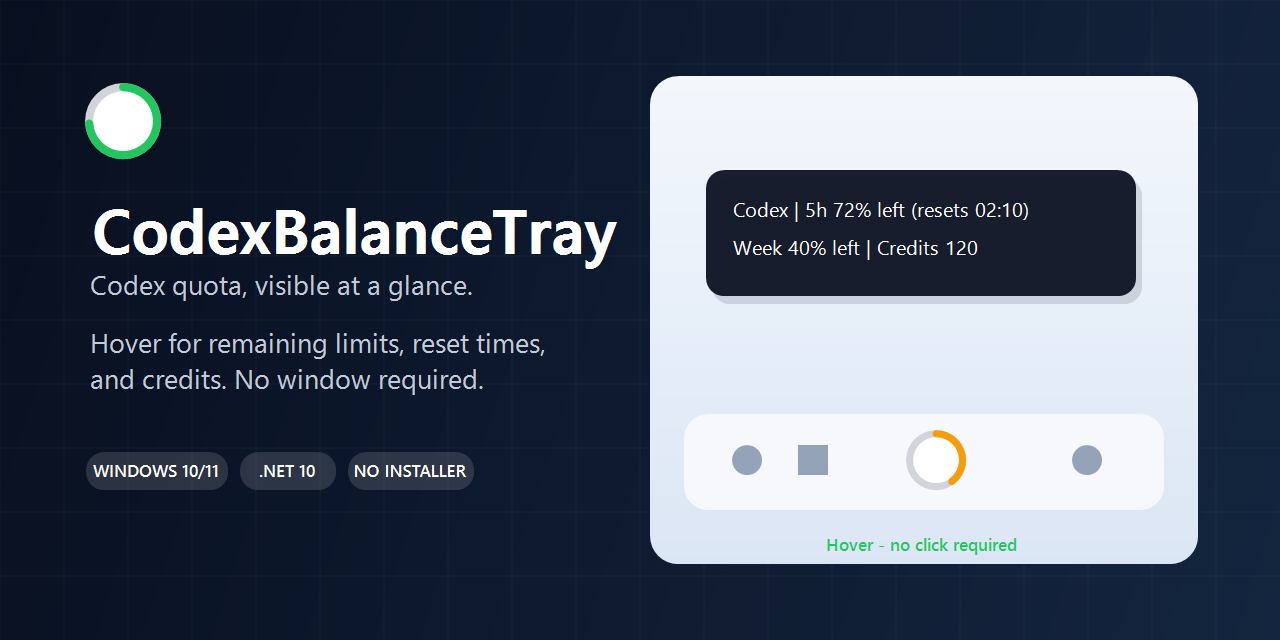 CodexBalanceTray
Codex quota, visible at a glance.
Hover for remaining limits, reset times,
and credits. No window required.
WINDOWS 10/11
.NET 10
NO INSTALLER
Codex | 5h 72% left (resets 02:10)
Week 40% left | Credits 120
Hover - no click required